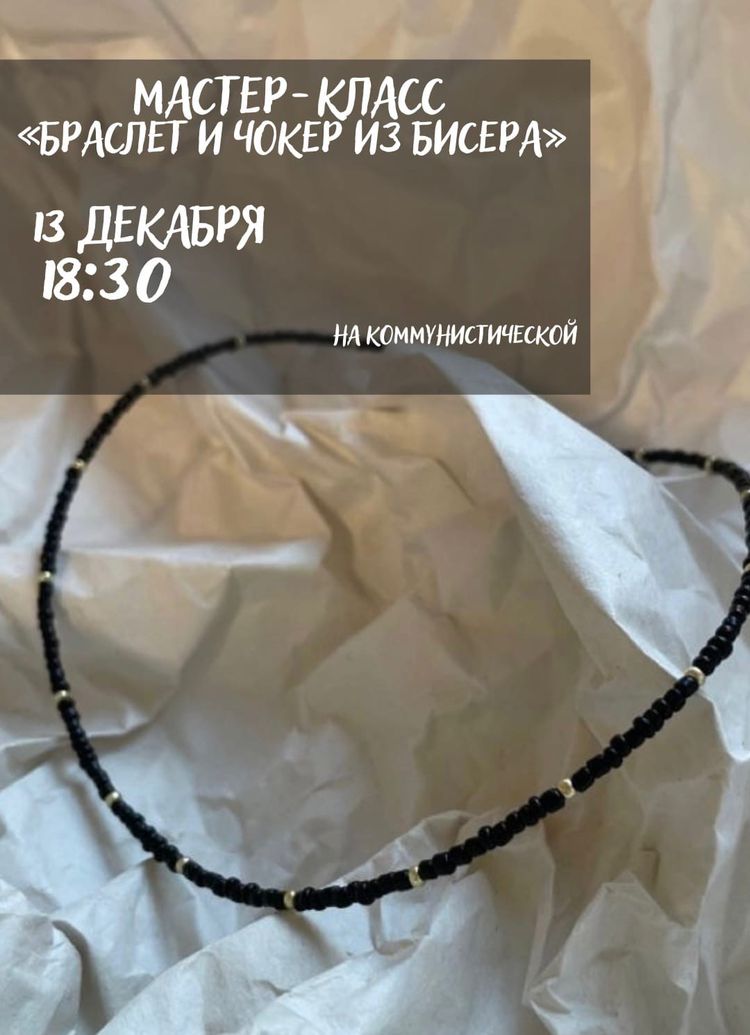 МАСТЕР-КЛАСС
«БРАСЛЕТ И ЧОКЕР ИЗ БИСЕРА»
13 ДЕКАБРЯ
18:30
НА КОММУНИСТИЧЕСКОЙ